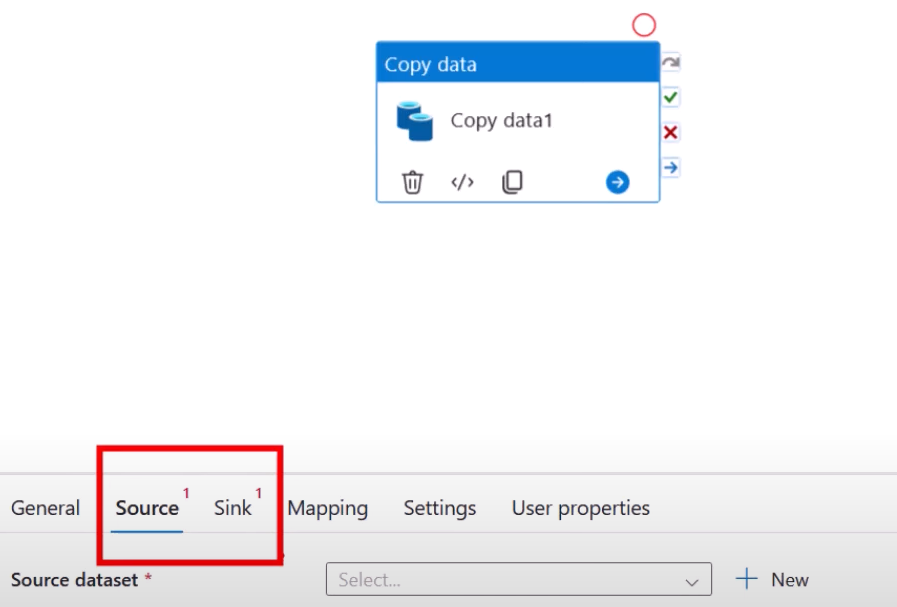 Copy data
Copy data1
General Source 1 Sink 1 Mapping Settings User properties
Source dataset * Select... New